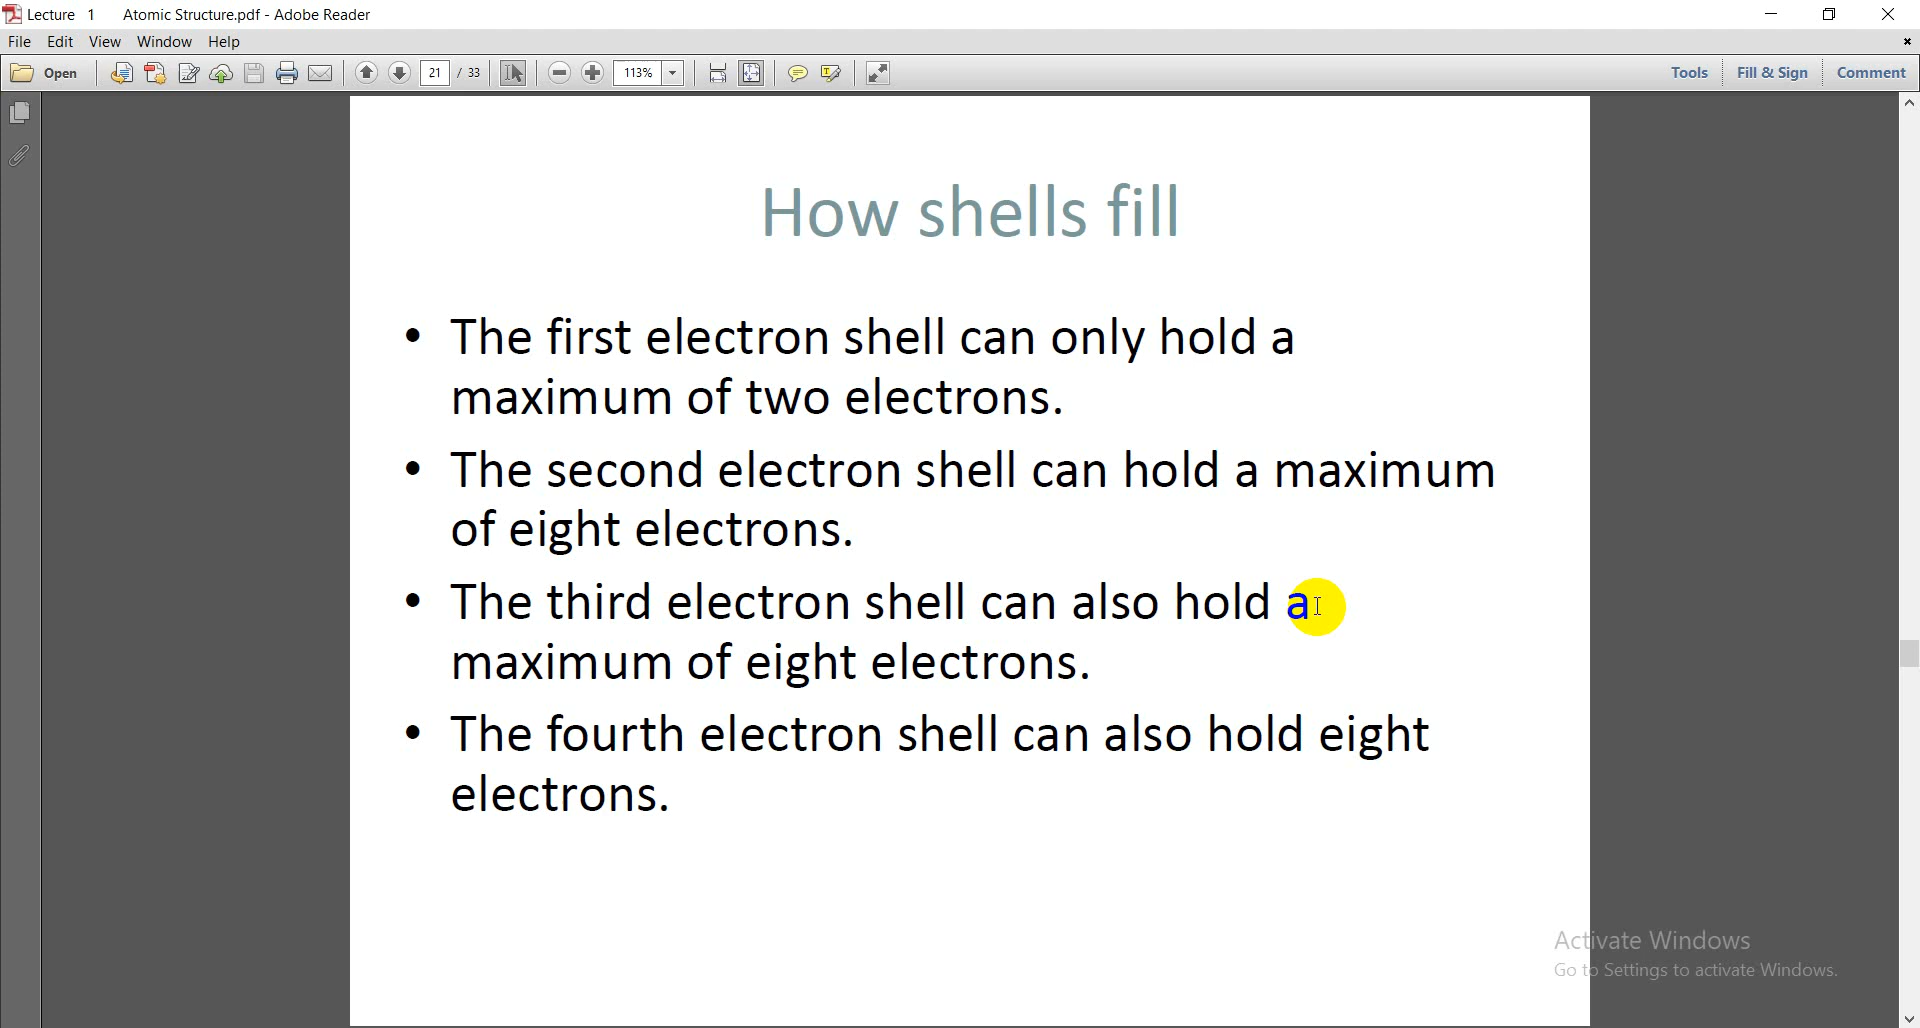 Lecture 1 Atomic Structure.pdf - Adobe Reader
File Edit View Window Help
Open 21 / 33 113% Tools Fill & Sign Comment
How shells fill
• The first electron shell can only hold a
maximum of two electrons.
• The second electron shell can hold a maximum
of eight electrons.
• The third electron shell can also hold a
maximum of eight electrons.
• The fourth electron shell can also hold eight
electrons.
Activate Windows
Go to Settings to activate Windows.